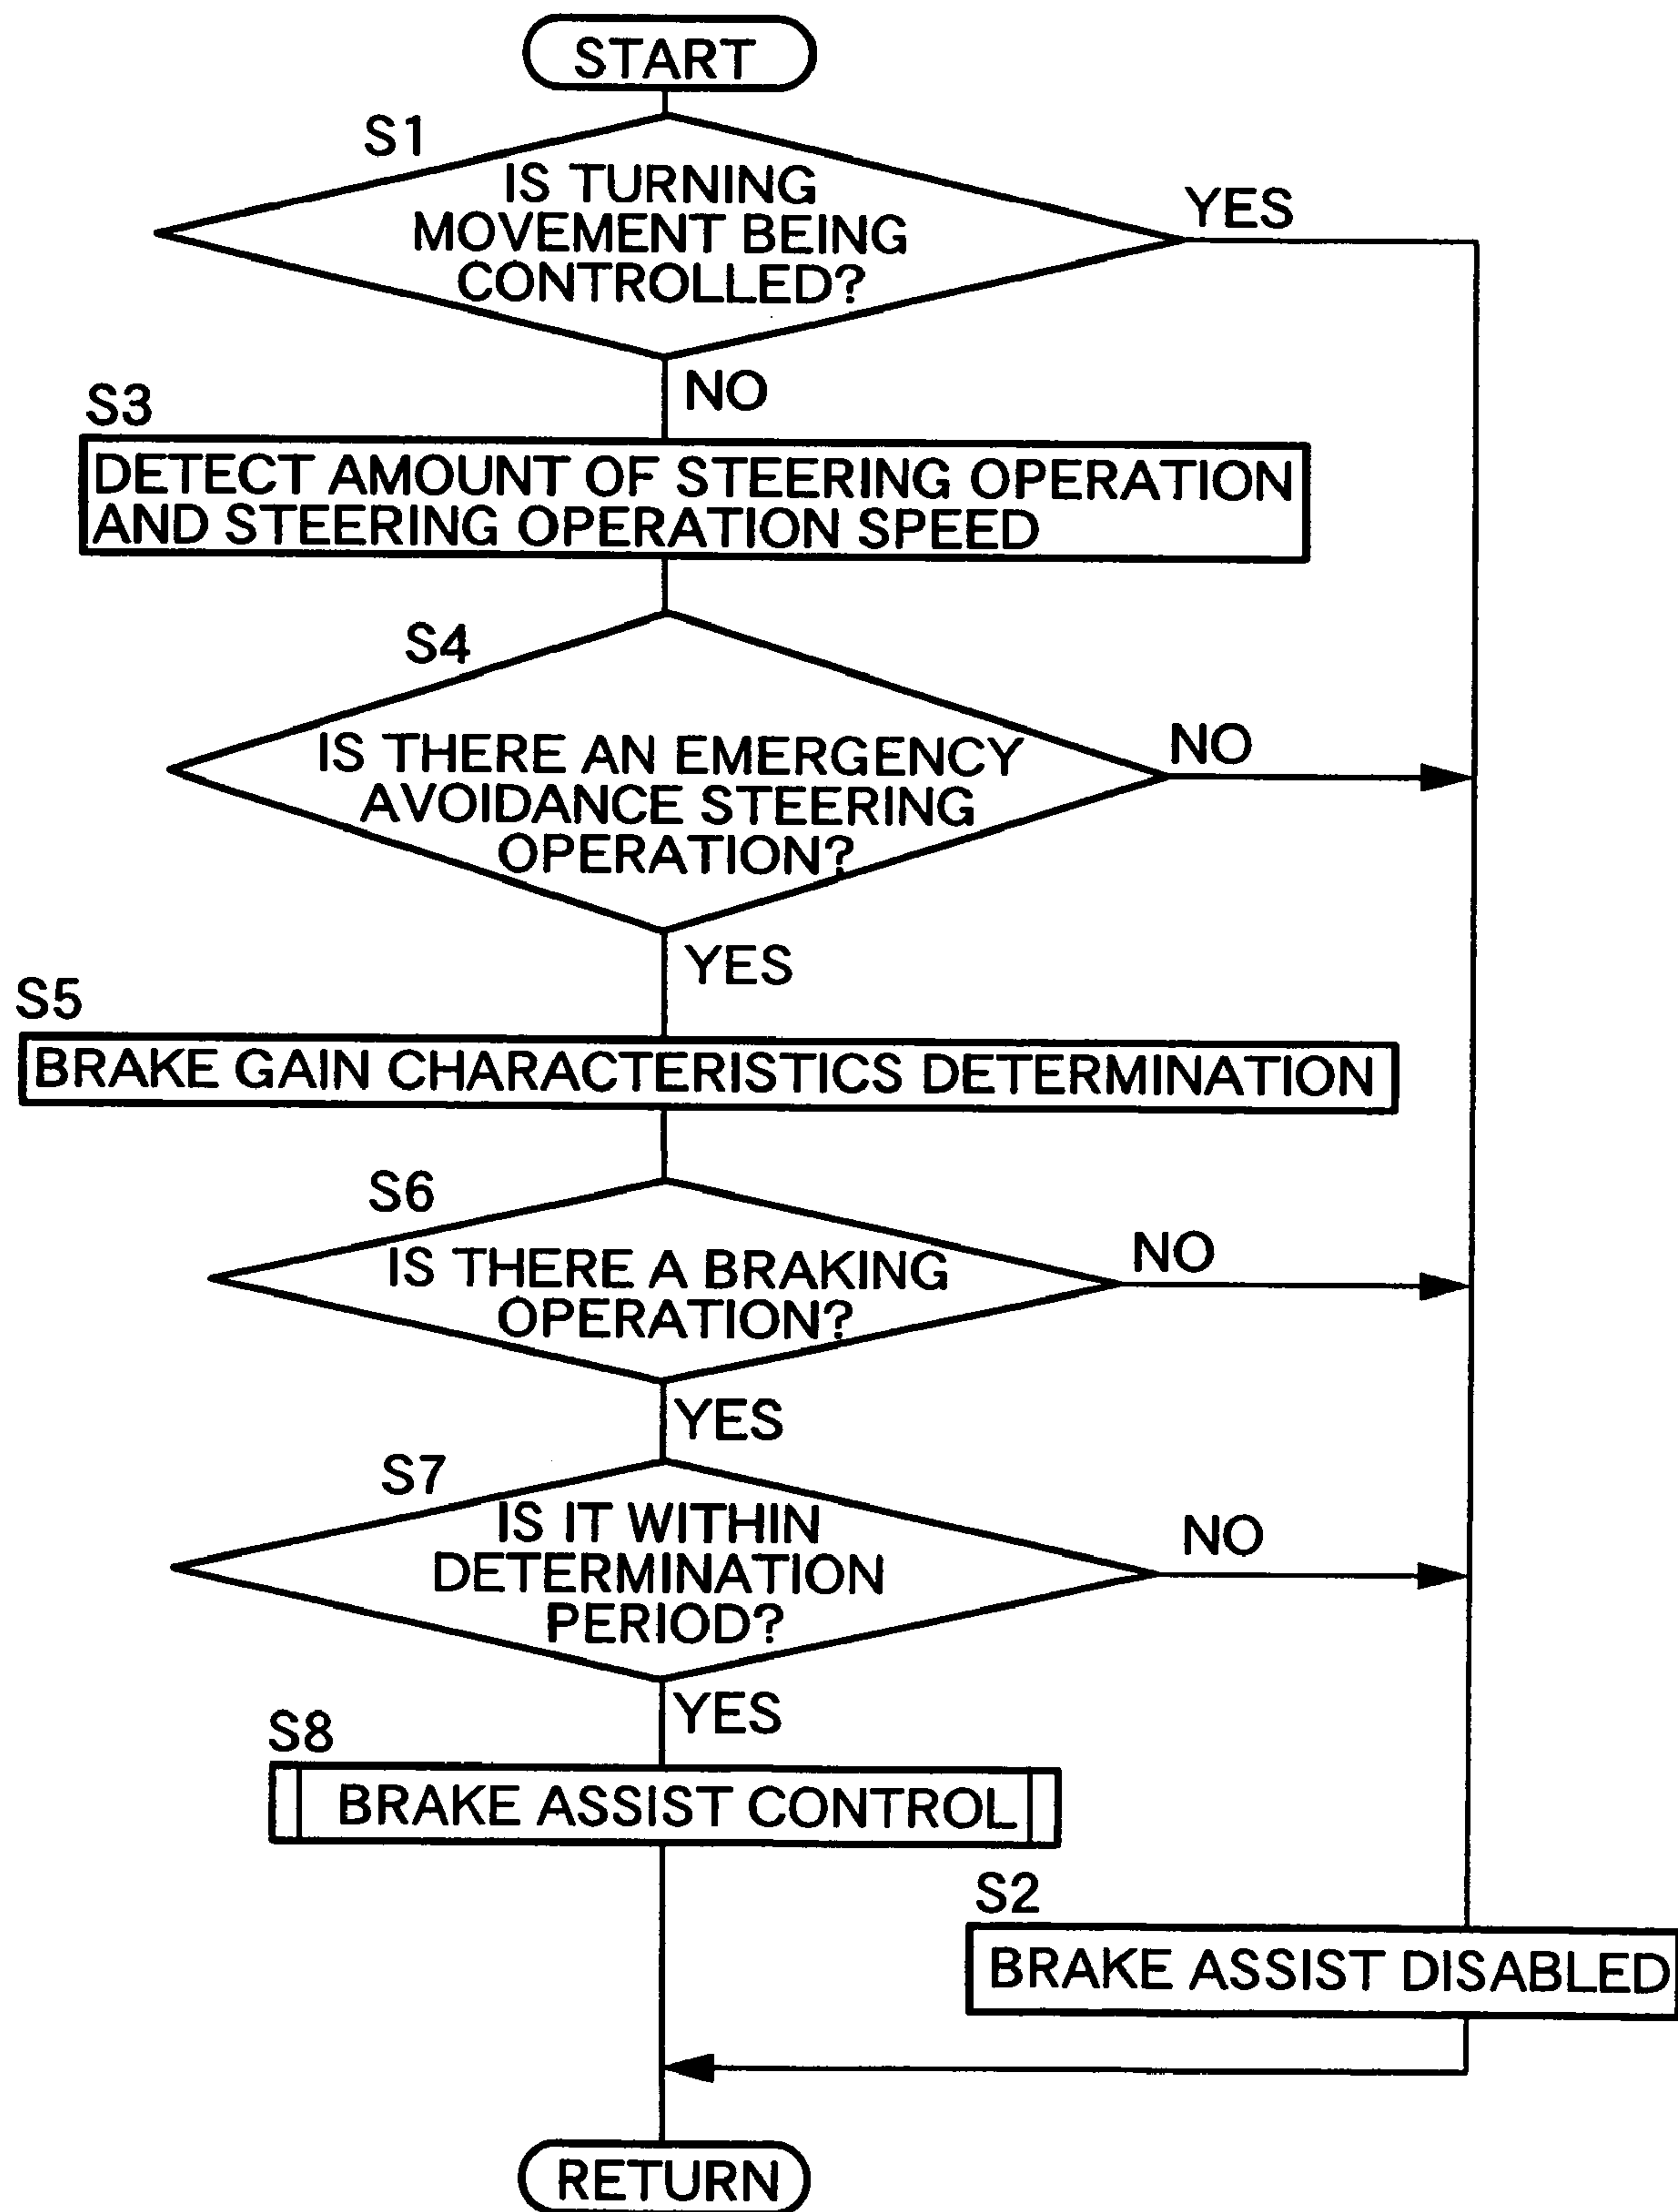 START
S1
IS TURNING
MOVEMENT BEING
CONTROLLED?
YES
NO
S3
DETECT AMOUNT OF STEERING OPERATION
AND STEERING OPERATION SPEED
S4
IS THERE AN EMERGENCY
AVOIDANCE STEERING
OPERATION?
NO
YES
S5
BRAKE GAIN CHARACTERISTICS DETERMINATION
S6
IS THERE A BRAKING
OPERATION?
NO
YES
S7
IS IT WITHIN
DETERMINATION
PERIOD?
NO
YES
S8
BRAKE ASSIST CONTROL
S2
BRAKE ASSIST DISABLED
RETURN